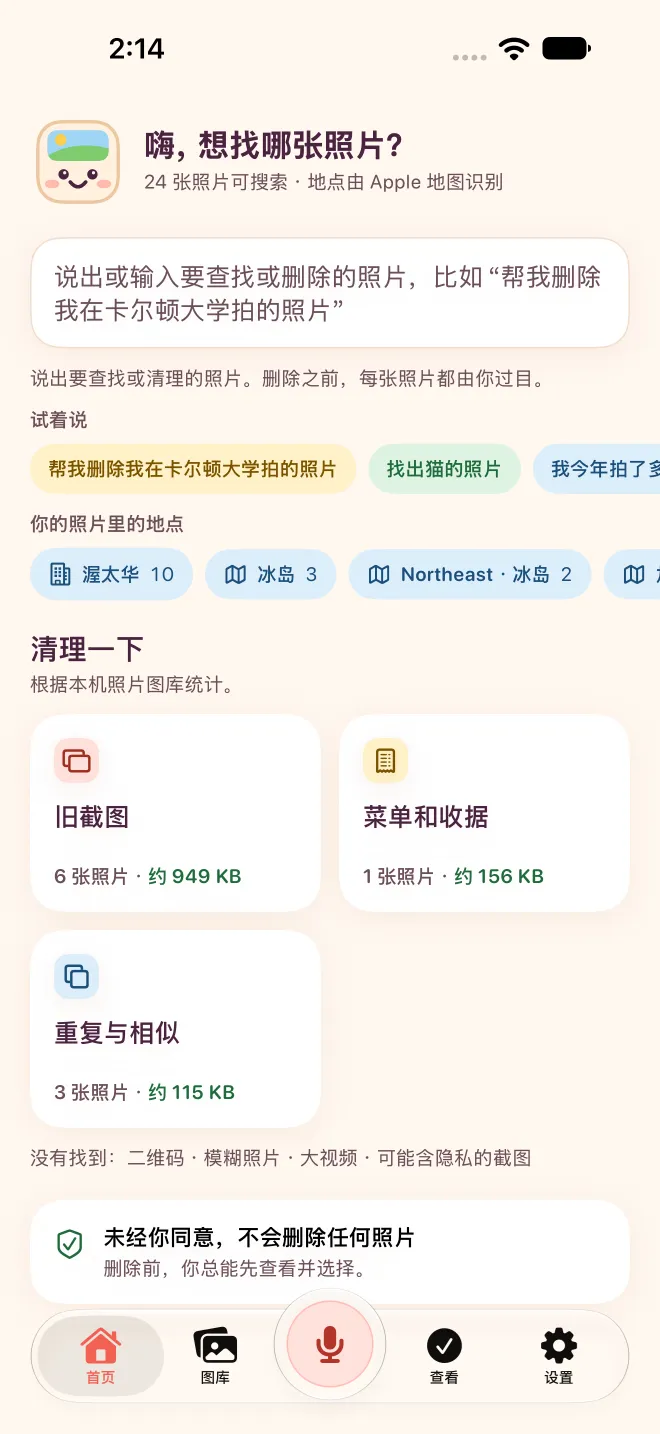 2:14
嗨，想找哪张照片？
24 张照片可搜索 · 地点由 Apple 地图识别
说出或输入要查找或删除的照片，比如 “帮我删除
我在卡尔顿大学拍的照片”
说出要查找或清理的照片。删除之前，每张照片都由你过目。
试着说
帮我删除我在卡尔顿大学拍的照片
找出猫的照片
我今年拍了多
你的照片里的地点
渥太华 10
冰岛 3
Northeast · 冰岛 2
清理一下
根据本机照片图库统计。
旧截图
6 张照片 · 约 949 KB
菜单和收据
1 张照片 · 约 156 KB
重复与相似
3 张照片 · 约 115 KB
没有找到：二维码 · 模糊照片 · 大视频 · 可能含隐私的截图
未经你同意，不会删除任何照片
删除前，你总能先查看并选择。
首页
图库
查看
设置